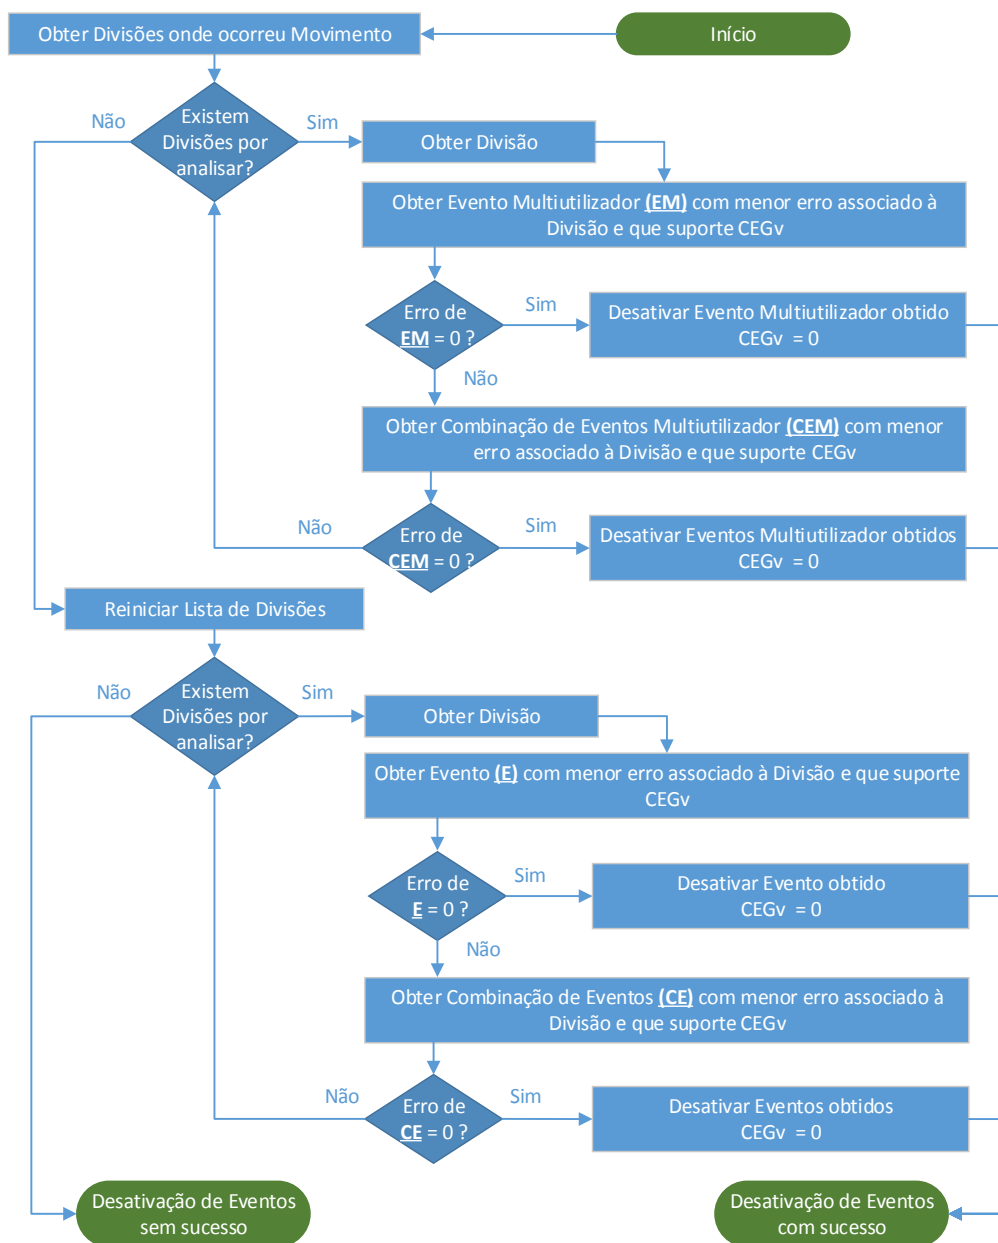 Obter Divisões onde ocorreu Movimento
Início
Não
Existem
Divisões por
analisar?
Sim
Obter Divisão
Obter Evento Multiutilizador (EM) com menor erro associado à
Divisão e que suporte CEGv
Erro de
EM = 0 ?
Sim
Desativar Evento Multiutilizador obtido
CEGv = 0
Não
Obter Combinação de Eventos Multiutilizador (CEM) com menor
erro associado à Divisão e que suporte CEGv
Não
Erro de
CEM = 0 ?
Sim
Desativar Eventos Multiutilizador obtidos
CEGv = 0
Reiniciar Lista de Divisões
Não
Existem
Divisões por
analisar?
Sim
Obter Divisão
Obter Evento (E) com menor erro associado à Divisão e que suporte
CEGv
Erro de
E = 0 ?
Sim
Desativar Evento obtido
CEGv = 0
Não
Obter Combinação de Eventos (CE) com menor erro associado à
Divisão e que suporte CEGv
Não
Erro de
CE = 0 ?
Sim
Desativar Eventos obtidos
CEGv = 0
Desativação de Eventos
sem sucesso
Desativação de Eventos
com sucesso